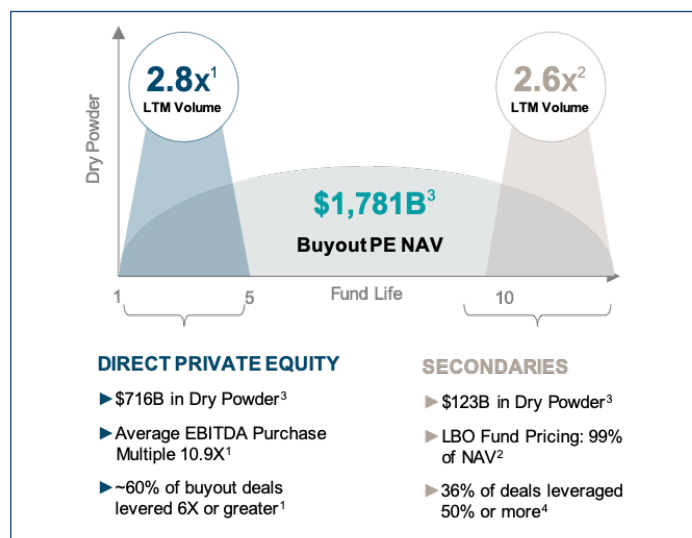 2.8x¹
LTM Volume
2.6x²
LTM Volume
Dry Powder
$1,781B³
Buyout PE NAV
1
5
Fund Life
10
DIRECT PRIVATE EQUITY
►$716B in Dry Powder³
►Average EBITDA Purchase
Multiple 10.9X¹
►~60% of buyout deals
levered 6X or greater¹
SECONDARIES
►$123B in Dry Powder³
►LBO Fund Pricing: 99%
of NAV²
►36% of deals leveraged
50% or more⁴